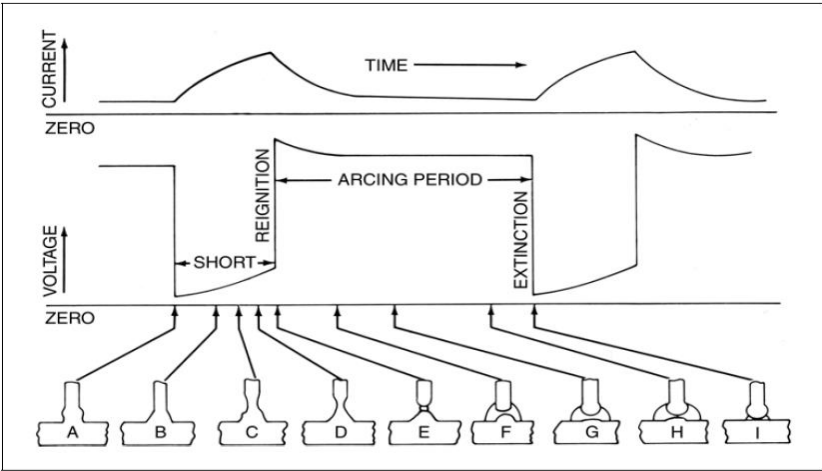 CURRENT
TIME
ZERO
VOLTAGE
SHORT
REIGNITION
ARCING PERIOD
EXTINCTION
ZERO
A B C D E F G H I